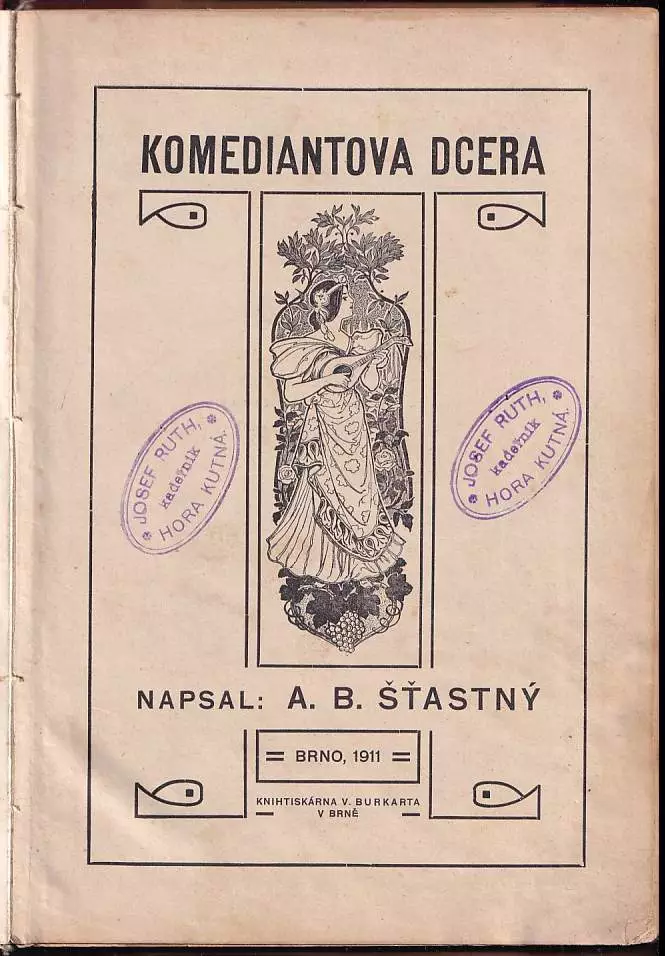 KOMEDIANTOVA DCERA
* JOSEF RUTH, *
kadeřník
HORA KUTNÁ.
* JOSEF RUTH, *
kadeřník
HORA KUTNÁ.
NAPSAL: A. B. ŠŤASTNÝ
= BRNO, 1911 =
KNIHTISKÁRNA V. BURKARTA
V BRNĚ